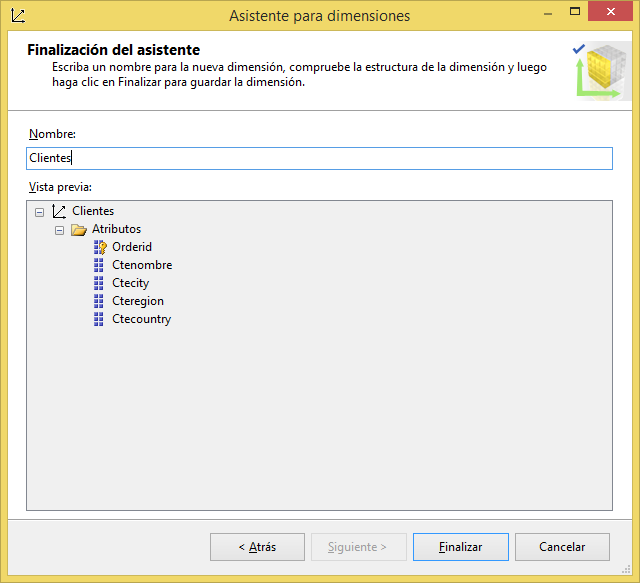 Asistente para dimensiones
Finalización del asistente
Escriba un nombre para la nueva dimensión, compruebe la estructura de la dimensión y luego
haga clic en Finalizar para guardar la dimensión.
Nombre:
Clientes
Vista previa:
Clientes
Atributos
Orderid
Ctenombre
Ctecity
Cteregion
Ctecountry
< Atrás
Siguiente >
Finalizar
Cancelar